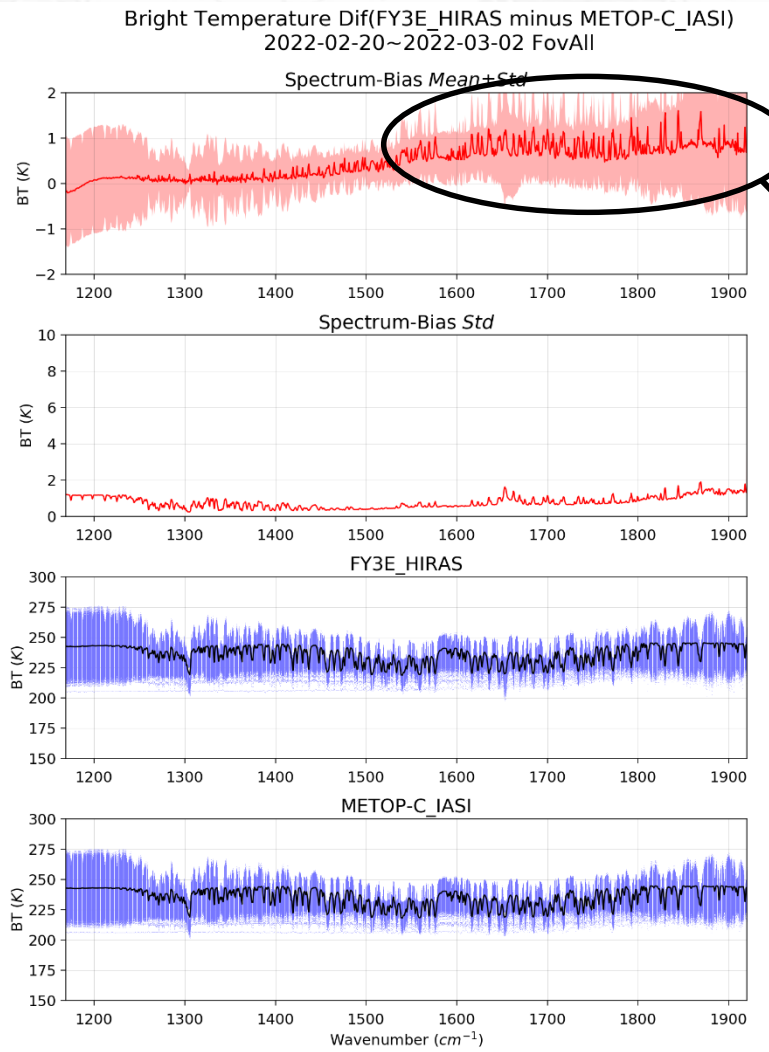 Bright Temperature Dif(FY3E_HIRAS minus METOP-C_IASI)
2022-02-20~2022-03-02 FovAll
Spectrum-Bias Mean±Std
2
1
0
−1
−2
BT (K)
1200 1300 1400 1500 1600 1700 1800 1900
Spectrum-Bias Std
10
8
6
4
2
0
BT (K)
1200 1300 1400 1500 1600 1700 1800 1900
FY3E_HIRAS
300
275
250
225
200
175
150
BT (K)
1200 1300 1400 1500 1600 1700 1800 1900
METOP-C_IASI
300
275
250
225
200
175
150
BT (K)
1200 1300 1400 1500 1600 1700 1800 1900
Wavenumber (cm⁻¹)